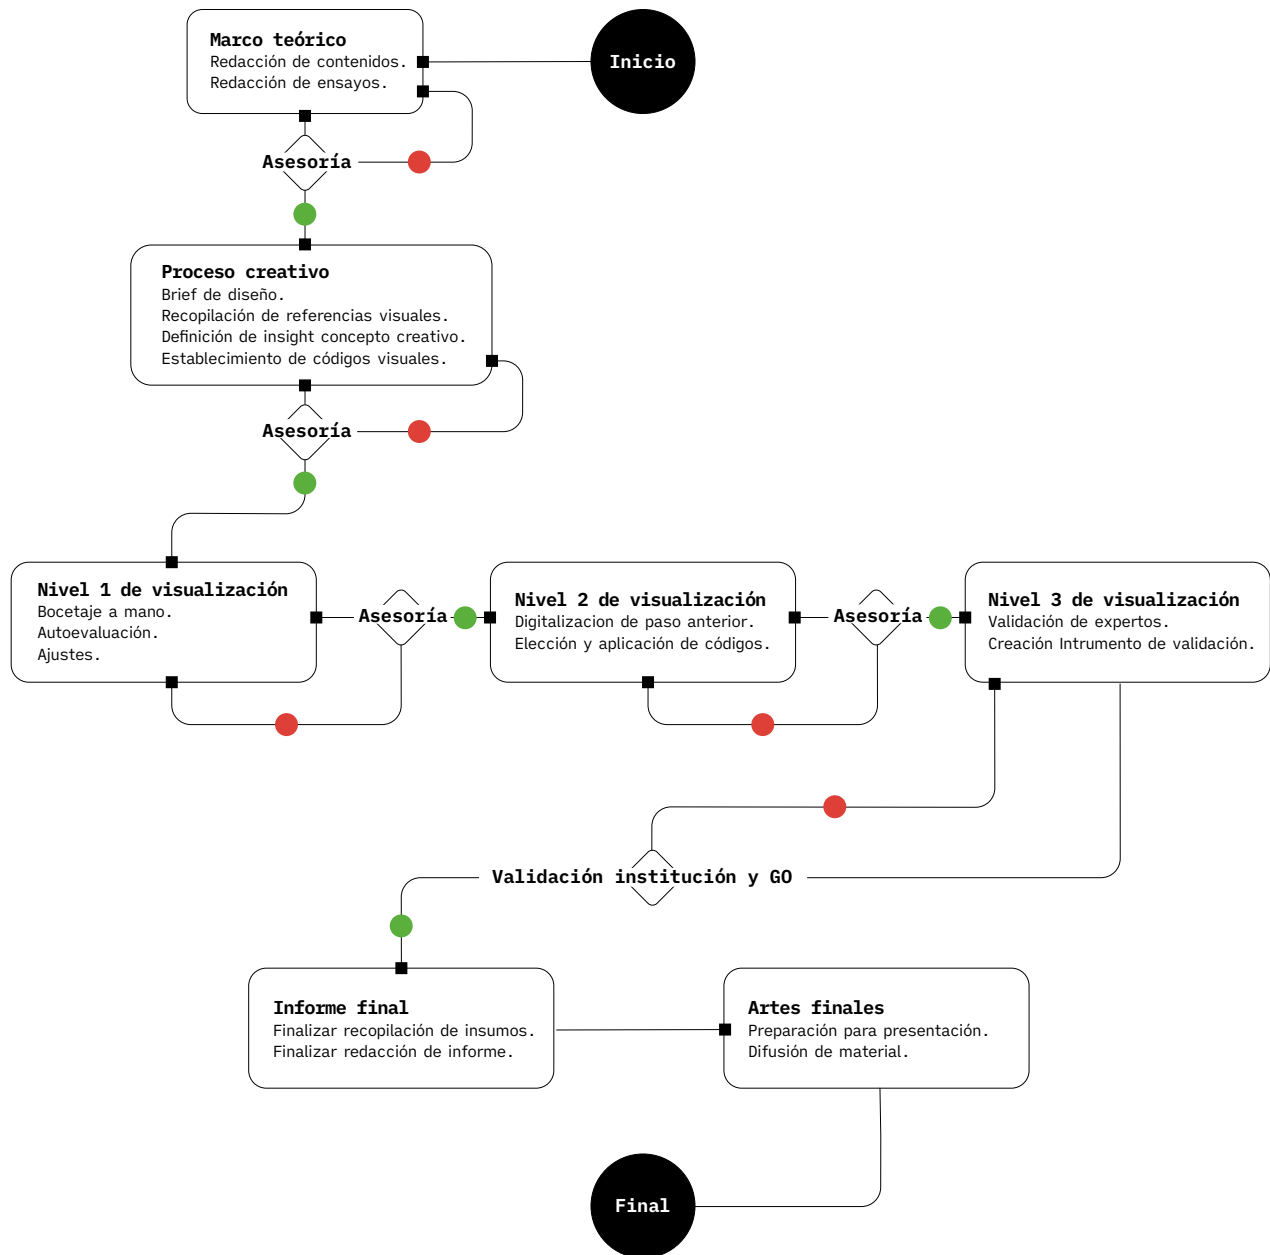 Inicio
Marco teórico
Redacción de contenidos.
Redacción de ensayos.
Asesoría
Proceso creativo
Brief de diseño.
Recopilación de referencias visuales.
Definición de insight concepto creativo.
Establecimiento de códigos visuales.
Asesoría
Nivel 1 de visualización
Bocetaje a mano.
Autoevaluación.
Ajustes.
Asesoría
Nivel 2 de visualización
Digitalizacion de paso anterior.
Elección y aplicación de códigos.
Asesoría
Nivel 3 de visualización
Validación de expertos.
Creación Intrumento de validación.
Validación institución y GO
Informe final
Finalizar recopilación de insumos.
Finalizar redacción de informe.
Artes finales
Preparación para presentación.
Difusión de material.
Final